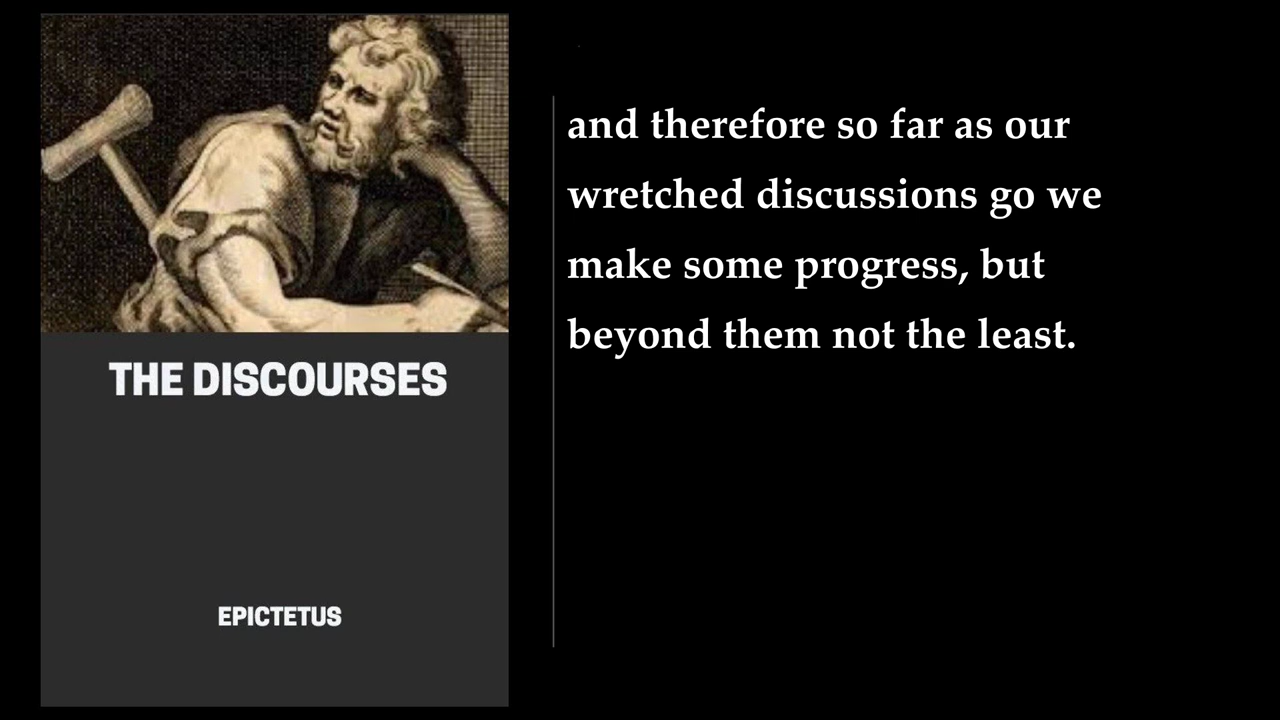 THE DISCOURSES
EPICTETUS
and therefore so far as our
wretched discussions go we
make some progress, but
beyond them not the least.